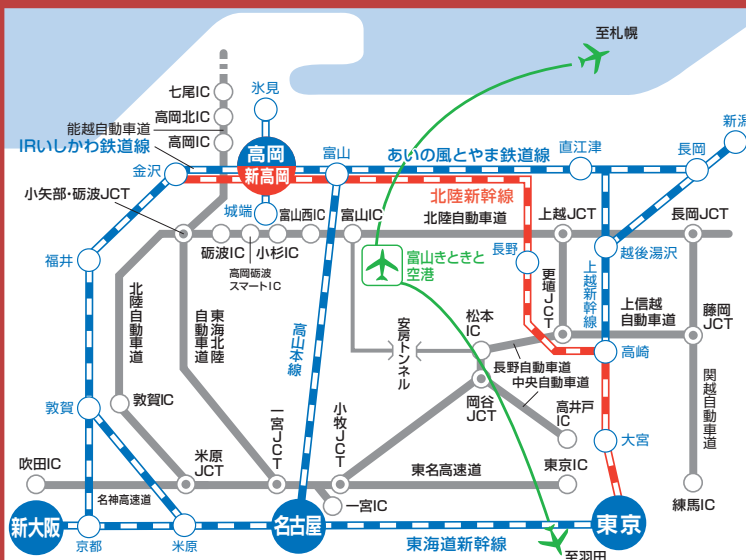 至札幌
七尾IC
氷見
高岡北IC
新潟
能越自動車道
高岡IC
IRいしかわ鉄道線
高岡
新高岡
富山
あいの風とやま鉄道線
直江津
長岡
金沢
北陸新幹線
小矢部・砺波JCT
城端
富山西IC
富山IC
北陸自動車道
上越JCT
長岡JCT
砺波IC
小杉IC
高岡砺波
スマートIC
福井
富山きときと
空港
長野
越後湯沢
更埴JCT
上越新幹線
北陸自動車道
東海北陸
自動車道
高山本線
安房トンネル
松本
IC
上信越
自動車道
藤岡
JCT
長野自動車道
高崎
中央自動車道
関越自動車道
敦賀
敦賀IC
一宮JCT
小牧JCT
岡谷
JCT
高井戸
IC
大宮
吹田IC
米原
JCT
東名高速道
東京IC
名神高速道
一宮IC
練馬IC
新大阪
京都
米原
名古屋
東海道新幹線
東京
至羽田